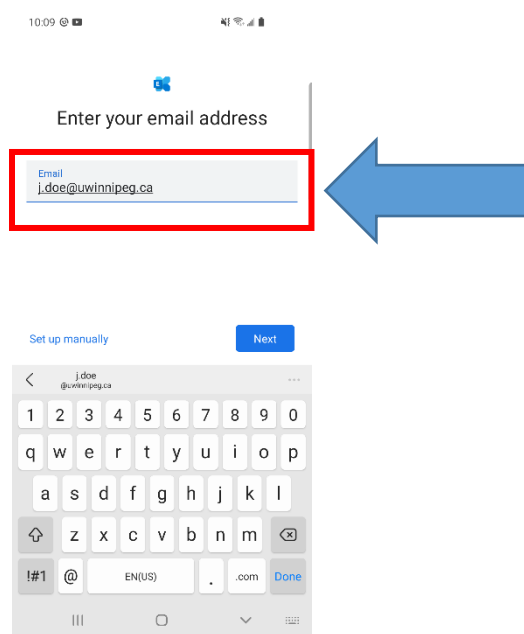 10:09
Enter your email address
Email
j.doe@uwinnipeg.ca
Set up manually Next
j.doe
@uwinnipeg.ca
1 2 3 4 5 6 7 8 9 0
q w e r t y u i o p
a s d f g h j k l
z x c v b n m
!#1 @ EN(US) . .com Done